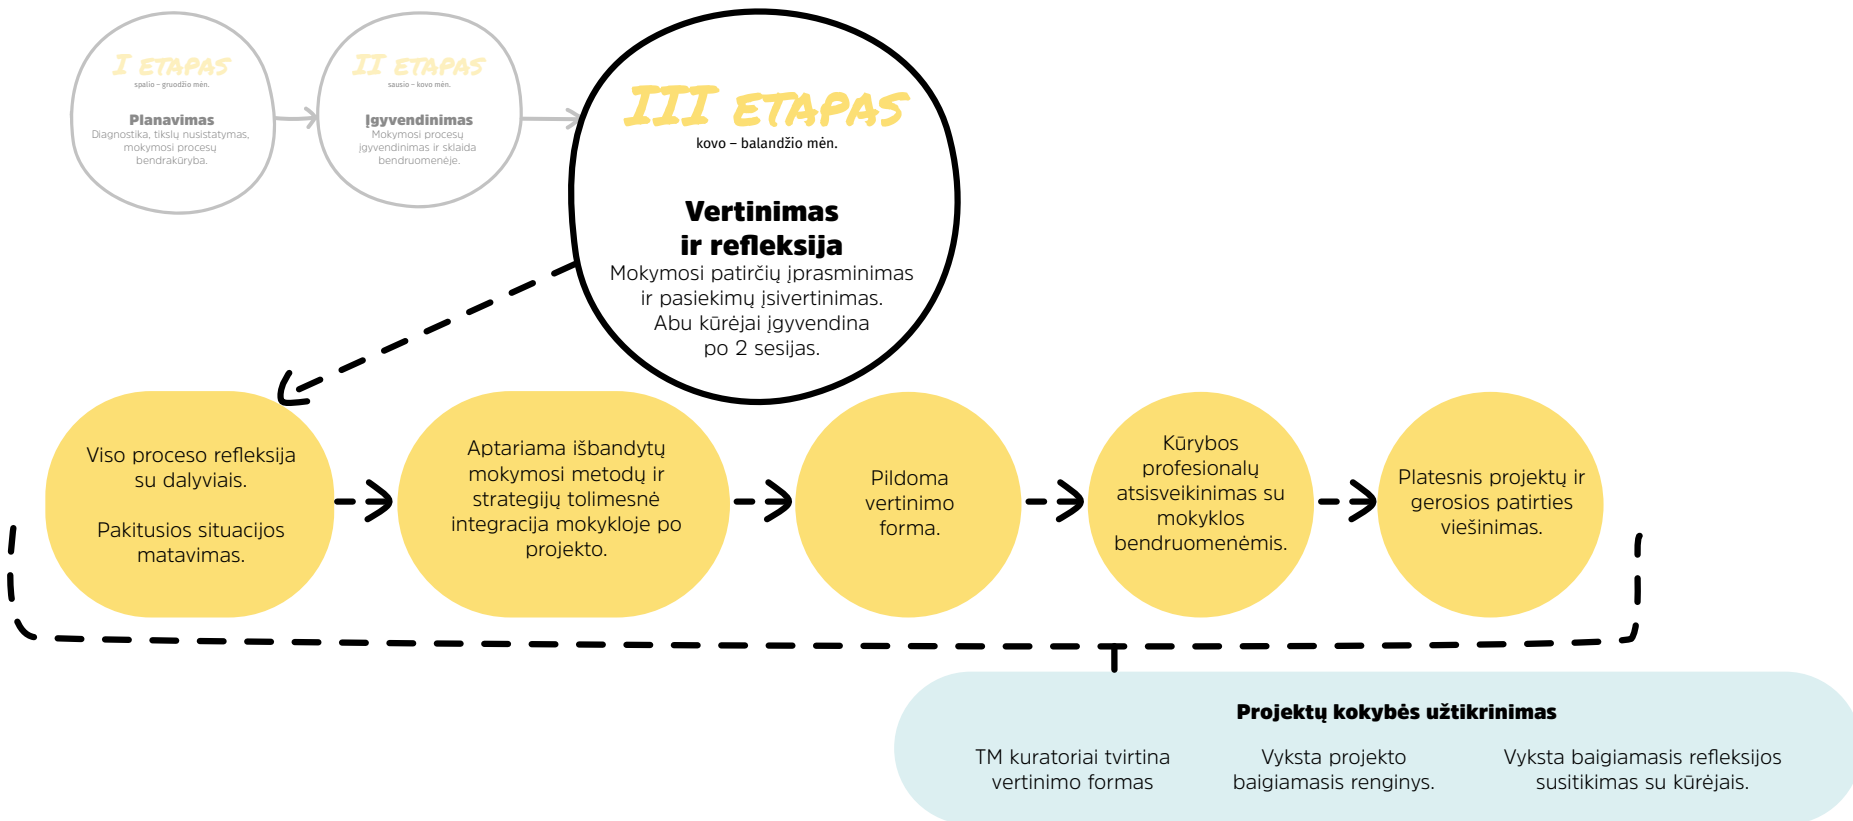 I ETAPAS
spalio – gruodžio mėn.
Planavimas
Diagnostika, tikslų nusistatymas,
mokymosi procesų
bendrakūryba.
II ETAPAS
sausio – kovo mėn.
Įgyvendinimas
Mokymosi procesų
įgyvendinimas ir sklaida
bendruomenėje.
III ETAPAS
kovo – balandžio mėn.
Vertinimas
ir refleksija
Mokymosi patirčių įprasminimas
ir pasiekimų įsivertinimas.
Abu kūrėjai įgyvendina
po 2 sesijas.
Viso proceso refleksija
su dalyviais.
Pakitusios situacijos
matavimas.
Aptariama išbandytų
mokymosi metodų ir
strategijų tolimesnė
integracija mokykloje po
projekto.
Pildoma
vertinimo
forma.
Kūrybos
profesionalų
atsisveikinimas su
mokyklos
bendruomenėmis.
Platesnis projektų ir
gerosios patirties
viešinimas.
Projektų kokybės užtikrinimas
TM kuratoriai tvirtina
vertinimo formas
Vyksta projekto
baigiamasis renginys.
Vyksta baigiamasis refleksijos
susitikimas su kūrėjais.